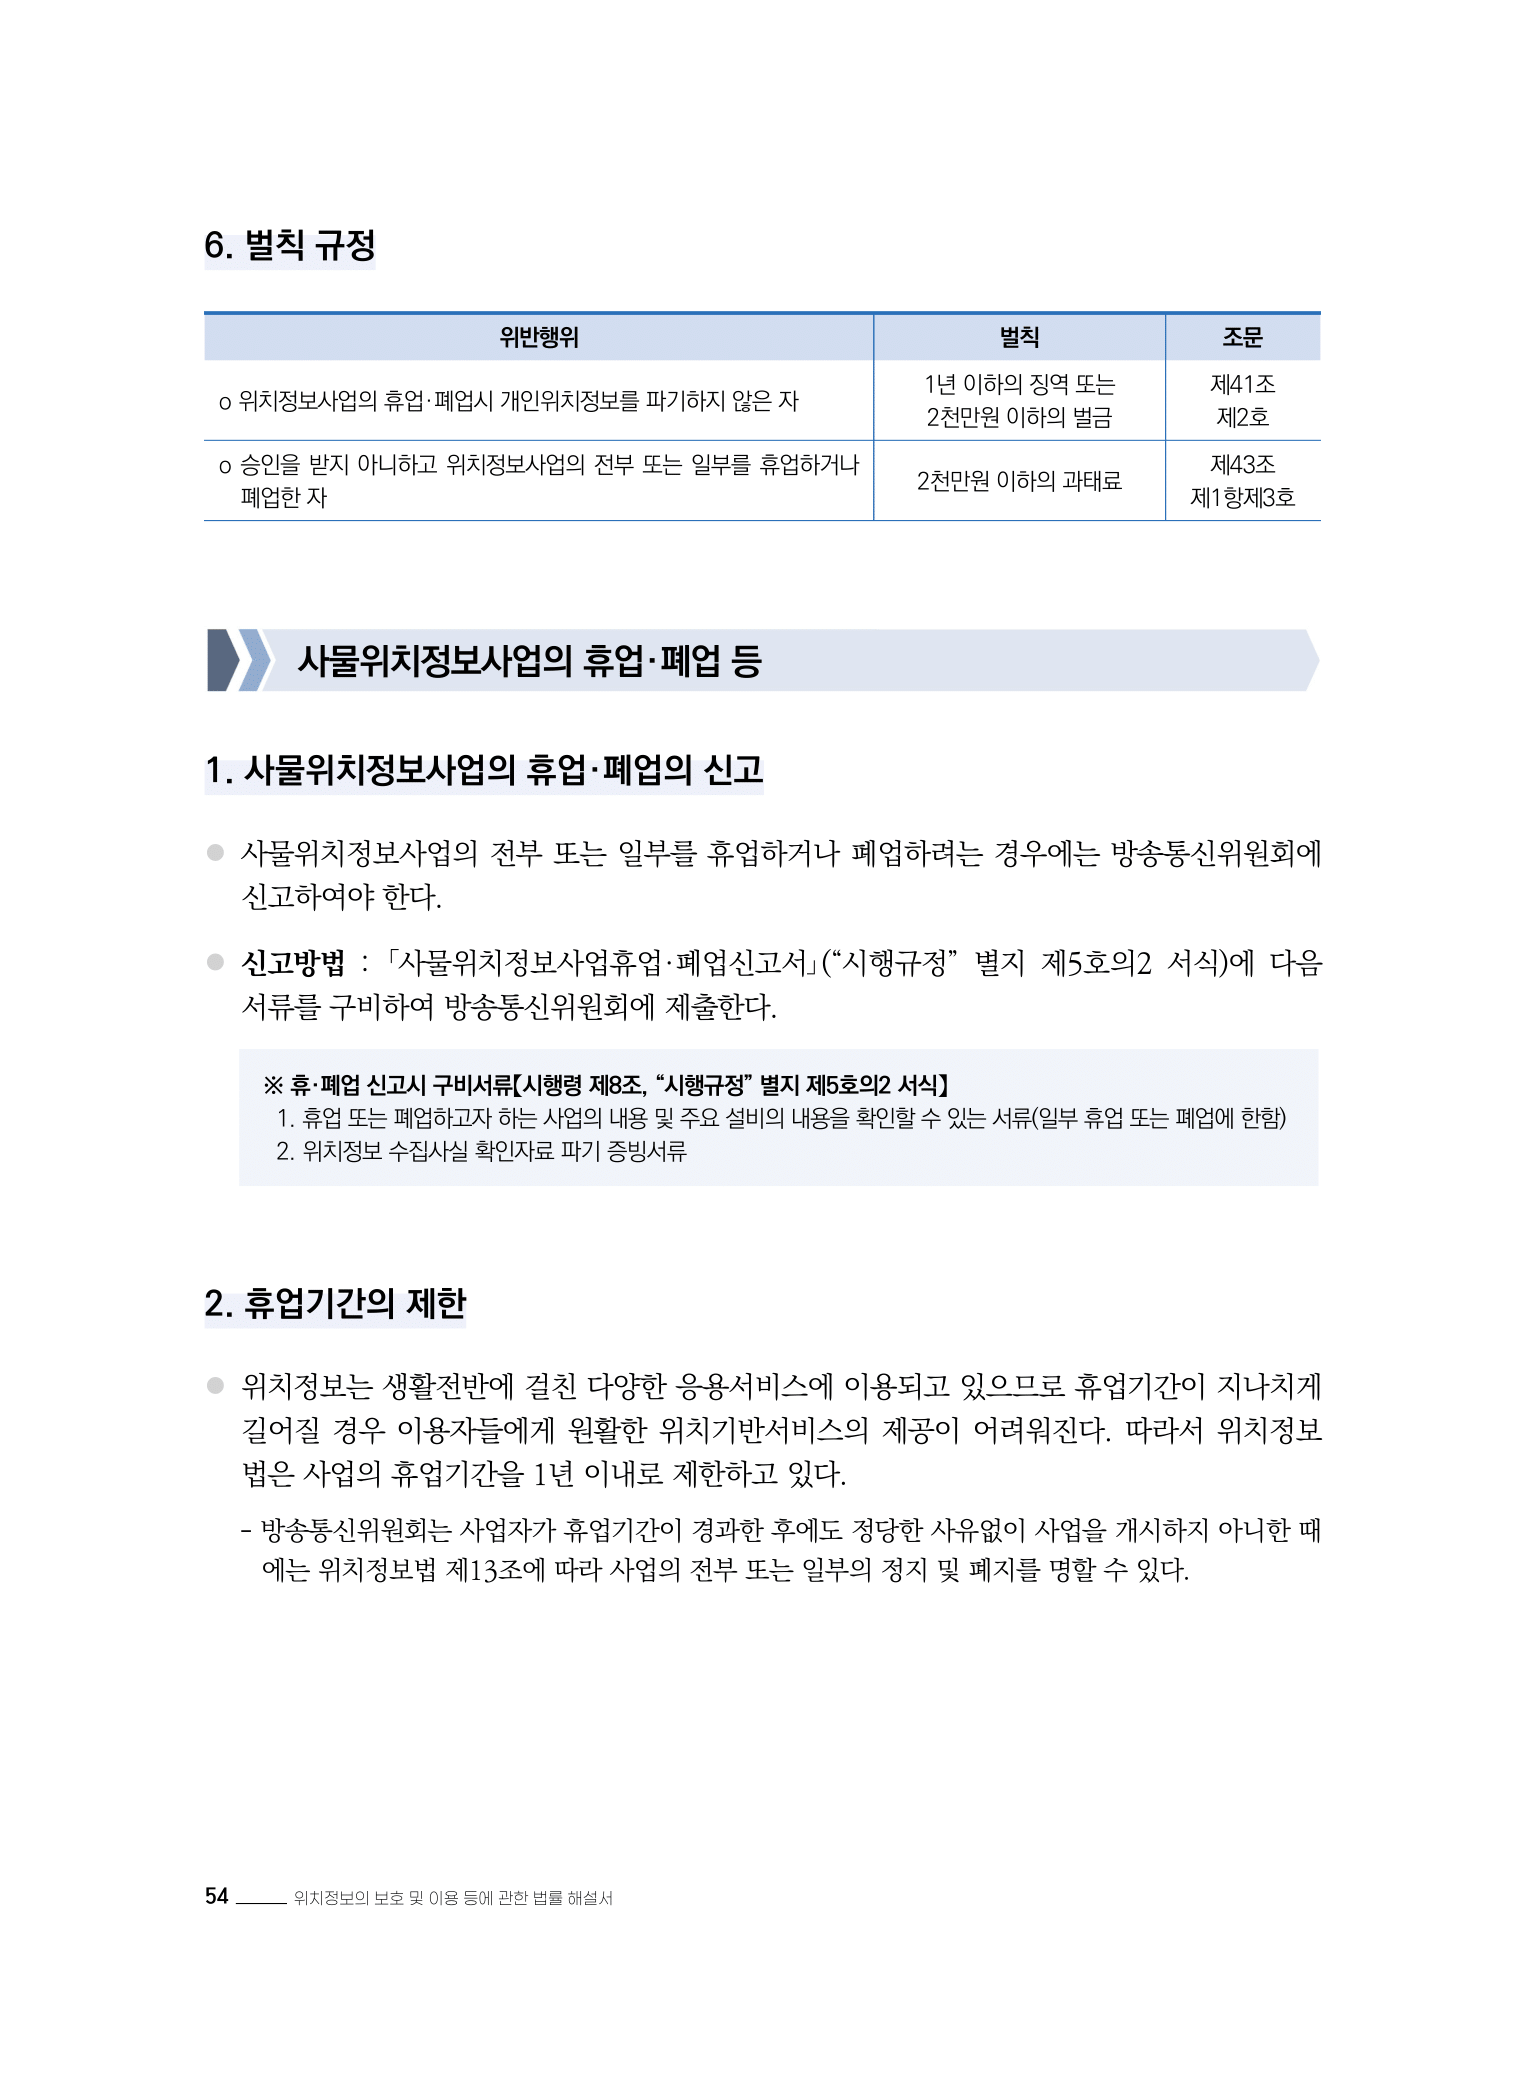 6. 벌칙 규정
위반행위 벌칙 조문
o 위치정보사업의 휴업·폐업시 개인위치정보를 파기하지 않은 자
1년 이하의 징역 또는
2천만원 이하의 벌금
제41조
제2호
o 승인을 받지 아니하고 위치정보사업의 전부 또는 일부를 휴업하거나
폐업한 자
2천만원 이하의 과태료
제43조
제1항제3호
사물위치정보사업의 휴업·폐업 등
1. 사물위치정보사업의 휴업·폐업의 신고
● 사물위치정보사업의 전부 또는 일부를 휴업하거나 폐업하려는 경우에는 방송통신위원회에
신고하여야 한다.
● 신고방법 : 「사물위치정보사업휴업·폐업신고서」(“시행규정” 별지 제5호의2 서식)에 다음
서류를 구비하여 방송통신위원회에 제출한다.
※ 휴·폐업 신고시 구비서류【시행령 제8조, “시행규정” 별지 제5호의2 서식】
1. 휴업 또는 폐업하고자 하는 사업의 내용 및 주요 설비의 내용을 확인할 수 있는 서류(일부 휴업 또는 폐업에 한함)
2. 위치정보 수집사실 확인자료 파기 증빙서류
2. 휴업기간의 제한
● 위치정보는 생활전반에 걸친 다양한 응용서비스에 이용되고 있으므로 휴업기간이 지나치게
길어질 경우 이용자들에게 원활한 위치기반서비스의 제공이 어려워진다. 따라서 위치정보
법은 사업의 휴업기간을 1년 이내로 제한하고 있다.
- 방송통신위원회는 사업자가 휴업기간이 경과한 후에도 정당한 사유없이 사업을 개시하지 아니한 때
에는 위치정보법 제13조에 따라 사업의 전부 또는 일부의 정지 및 폐지를 명할 수 있다.
54 위치정보의 보호 및 이용 등에 관한 법률 해설서